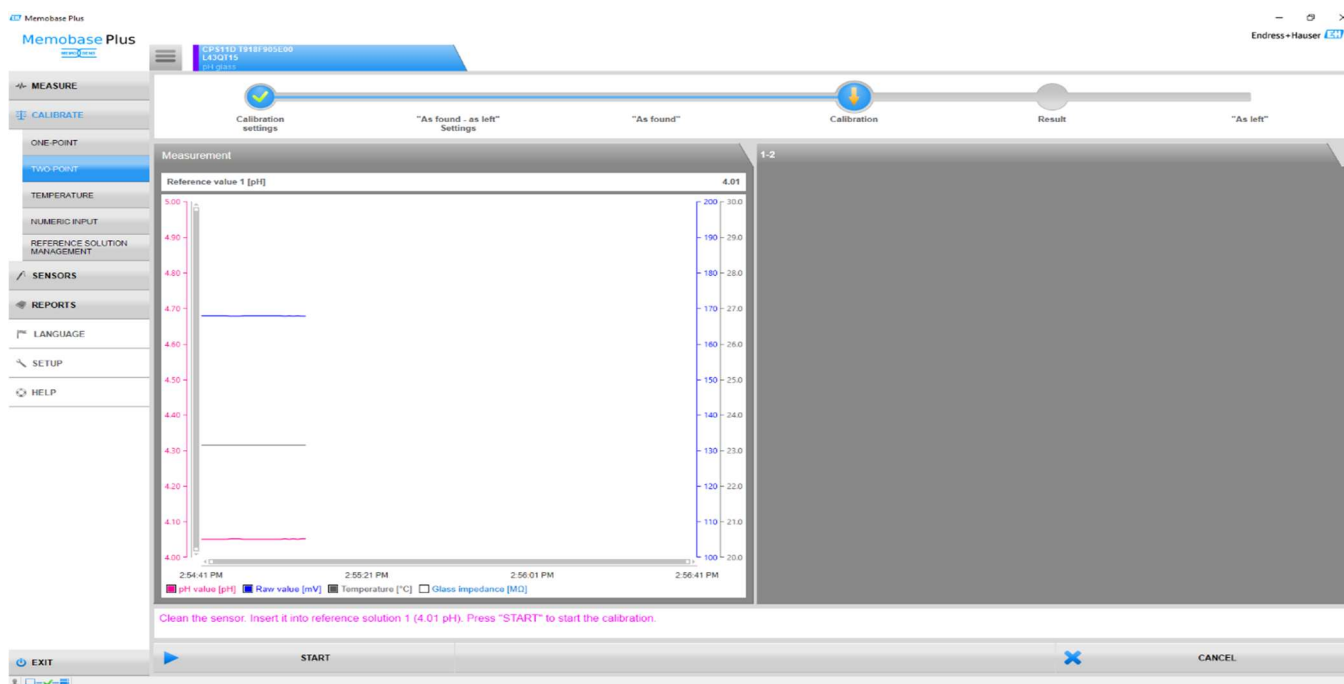 Memobase Plus
Memobase Plus
Endress+Hauser
CPS11D T918F905E00
L43QT15
pH glass
MEASURE
CALIBRATE
ONE-POINT
TWO-POINT
TEMPERATURE
NUMERIC INPUT
REFERENCE SOLUTION
MANAGEMENT
SENSORS
REPORTS
LANGUAGE
SETUP
HELP
EXIT
Calibration
settings
"As found - as left"
Settings
"As found"
Calibration
Result
"As left"
Measurement
1-2
Reference value 1 [pH] 4.01
5.00 200 30.0
4.90 190 29.0
4.80 180 28.0
4.70 170 27.0
4.60 160 26.0
4.50 150 25.0
4.40 140 24.0
4.30 130 23.0
4.20 120 22.0
4.10 110 21.0
4.00 100 20.0
2:54:41 PM 2:55:21 PM 2:56:01 PM 2:56:41 PM
pH value [pH] Raw value [mV] Temperature [°C] Glass impedance [MΩ]
Clean the sensor. Insert it into reference solution 1 (4.01 pH). Press "START" to start the calibration.
START
CANCEL